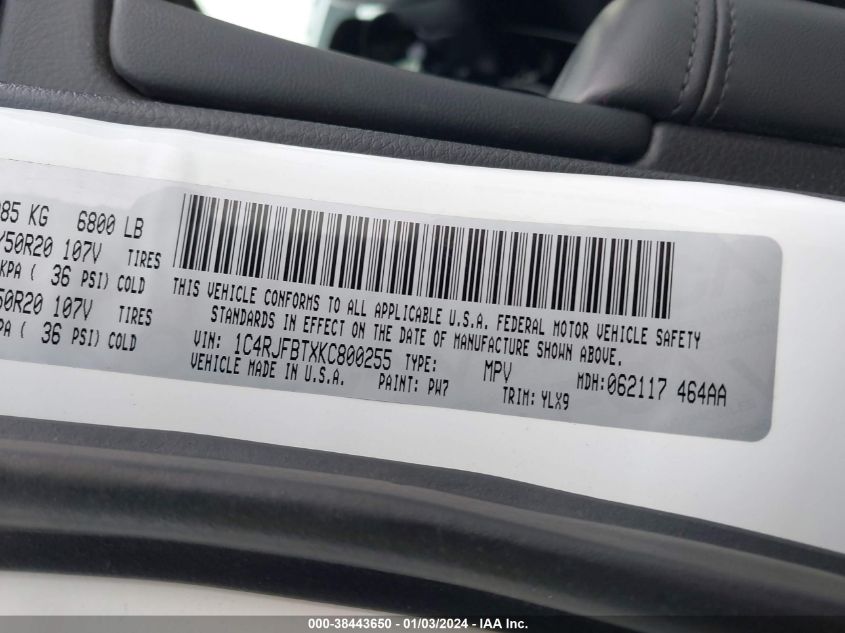 985 KG 6800 LB
50R20 107V TIRES
KPA ( 36 PSI) COLD
50R20 107V TIRES
PA ( 36 PSI) COLD
THIS VEHICLE CONFORMS TO ALL APPLICABLE U.S.A. FEDERAL MOTOR VEHICLE SAFETY
STANDARDS IN EFFECT ON THE DATE OF MANUFACTURE SHOWN ABOVE.
VIN: 1C4RJFBTXKC800255 TYPE: MPV MDH: 062117 464AA
VEHICLE MADE IN U.S.A. PAINT: PW7 TRIM: YLX9
000-38443650 - 01/03/2024 - IAA Inc.